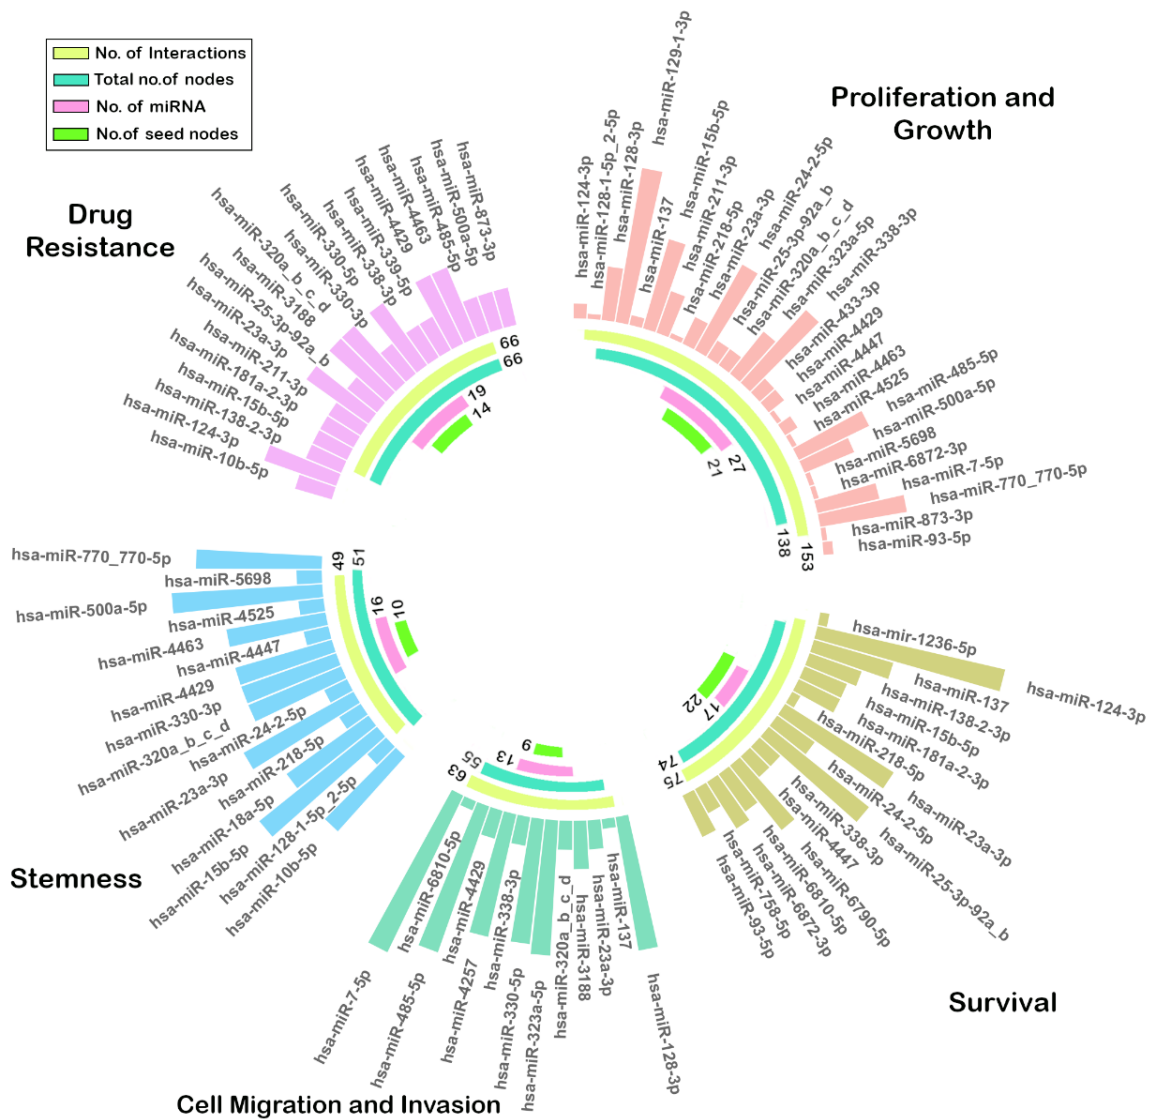 No. of Interactions
Total no.of nodes
No. of miRNA
No.of seed nodes
Proliferation and
Growth
hsa-miR-124-3p
hsa-miR-128-1-5p_2-5p
hsa-miR-128-3p
hsa-miR-129-1-3p
hsa-miR-137
hsa-miR-15b-5p
hsa-miR-211-3p
hsa-miR-218-5p
hsa-miR-23a-3p
hsa-miR-24-2-5p
hsa-miR-25-3p-92a_b
hsa-miR-320a_b_c_d
hsa-miR-323a-5p
hsa-miR-338-3p
hsa-miR-433-3p
hsa-miR-4429
hsa-miR-4447
hsa-miR-4463
hsa-miR-4525
hsa-miR-485-5p
hsa-miR-500a-5p
hsa-miR-5698
hsa-miR-6872-3p
hsa-miR-7-5p
hsa-miR-770_770-5p
hsa-miR-873-3p
hsa-miR-93-5p
153
138
27
21
Survival
hsa-mir-1236-5p
hsa-miR-124-3p
hsa-miR-137
hsa-miR-138-2-3p
hsa-miR-15b-5p
hsa-miR-181a-2-3p
hsa-miR-218-5p
hsa-miR-23a-3p
hsa-miR-24-2-5p
hsa-miR-25-3p-92a_b
hsa-miR-338-3p
hsa-miR-4447
hsa-miR-6790-5p
hsa-miR-6810-5p
hsa-miR-6872-3p
hsa-miR-758-5p
hsa-miR-93-5p
75
74
17
22
Cell Migration and Invasion
hsa-miR-128-3p
hsa-miR-137
hsa-miR-23a-3p
hsa-miR-3188
hsa-miR-320a_b_c_d
hsa-miR-323a-5p
hsa-miR-330-5p
hsa-miR-338-3p
hsa-miR-4257
hsa-miR-4429
hsa-miR-485-5p
hsa-miR-6810-5p
hsa-miR-7-5p
63
55
13
9
Stemness
hsa-miR-10b-5p
hsa-miR-128-1-5p_2-5p
hsa-miR-15b-5p
hsa-miR-18a-5p
hsa-miR-218-5p
hsa-miR-23a-3p
hsa-miR-24-2-5p
hsa-miR-320a_b_c_d
hsa-miR-330-3p
hsa-miR-4429
hsa-miR-4447
hsa-miR-4463
hsa-miR-4525
hsa-miR-500a-5p
hsa-miR-5698
hsa-miR-770_770-5p
49
51
16
10
Drug
Resistance
hsa-miR-10b-5p
hsa-miR-124-3p
hsa-miR-138-2-3p
hsa-miR-15b-5p
hsa-miR-181a-2-3p
hsa-miR-211-3p
hsa-miR-23a-3p
hsa-miR-25-3p-92a_b
hsa-miR-3188
hsa-miR-320a_b_c_d
hsa-miR-330-3p
hsa-miR-330-5p
hsa-miR-338-3p
hsa-miR-339-5p
hsa-miR-4429
hsa-miR-4463
hsa-miR-485-5p
hsa-miR-500a-5p
hsa-miR-873-3p
66
66
19
14